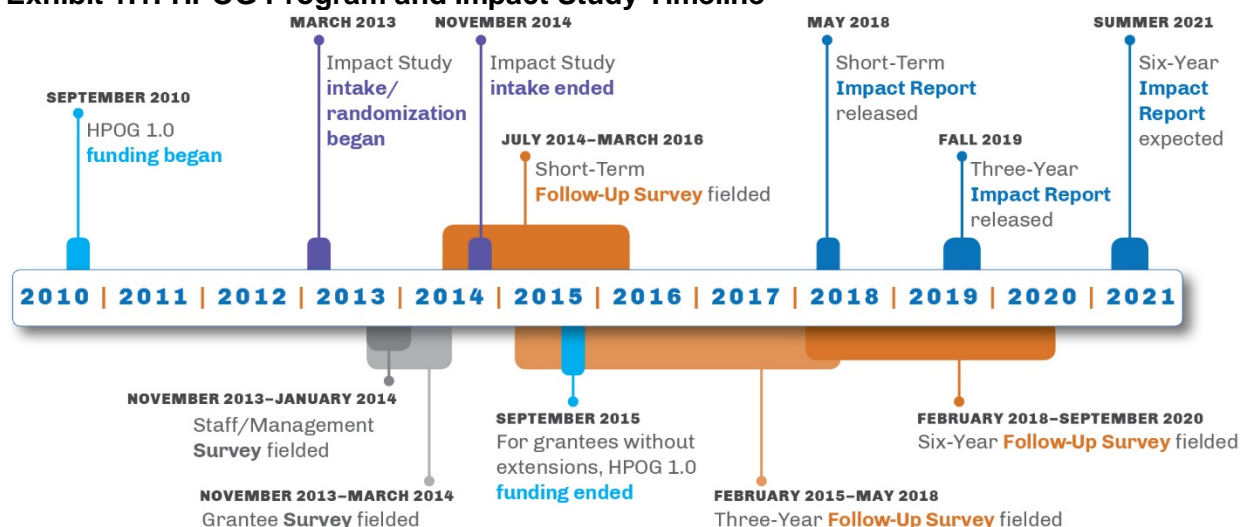 Exhibit 1.1: HPOG Program and Impact Study Timeline
MARCH 2013
Impact Study
intake/
randomization
began
NOVEMBER 2014
Impact Study
intake ended
MAY 2018
Short-Term
Impact Report
released
SUMMER 2021
Six-Year
Impact
Report
expected
SEPTEMBER 2010
HPOG 1.0
funding began
JULY 2014–MARCH 2016
Short-Term
Follow-Up Survey fielded
FALL 2019
Three-Year
Impact Report
released
2010 | 2011 | 2012 | 2013 | 2014 | 2015 | 2016 | 2017 | 2018 | 2019 | 2020 | 2021
NOVEMBER 2013–JANUARY 2014
Staff/Management
Survey fielded
NOVEMBER 2013–MARCH 2014
Grantee Survey fielded
SEPTEMBER 2015
For grantees without
extensions, HPOG 1.0
funding ended
FEBRUARY 2015–MAY 2018
Three-Year Follow-Up Survey fielded
FEBRUARY 2018–SEPTEMBER 2020
Six-Year Follow-Up Survey fielded